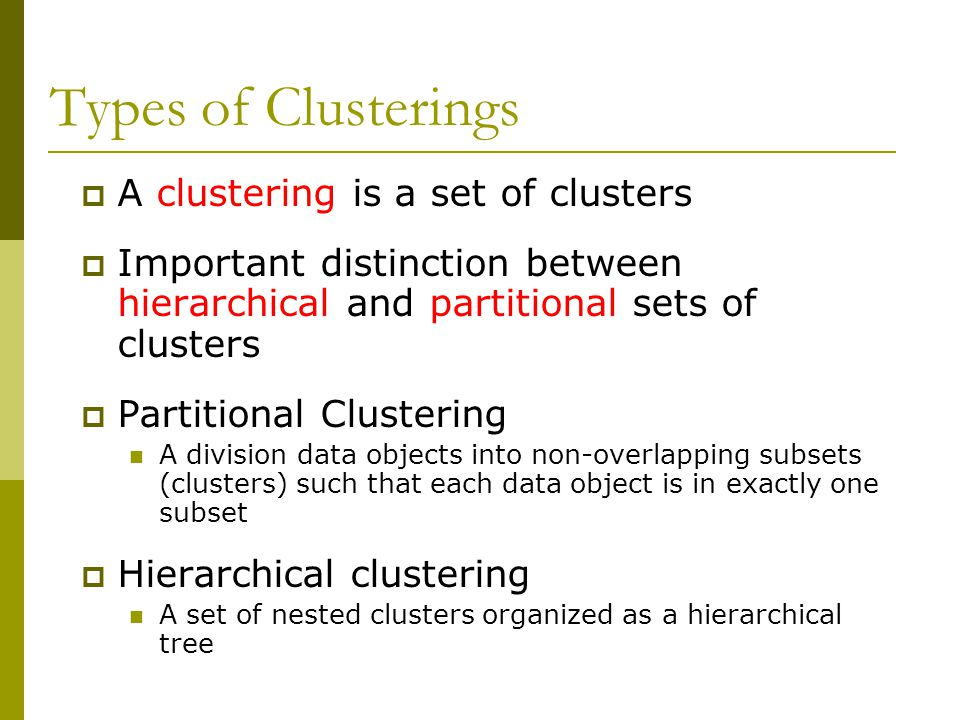 Types of Clusterings
A clustering is a set of clusters
Important distinction between
hierarchical and partitional sets of
clusters
Partitional Clustering
A division data objects into non-overlapping subsets
(clusters) such that each data object is in exactly one
subset
Hierarchical clustering
A set of nested clusters organized as a hierarchical
tree